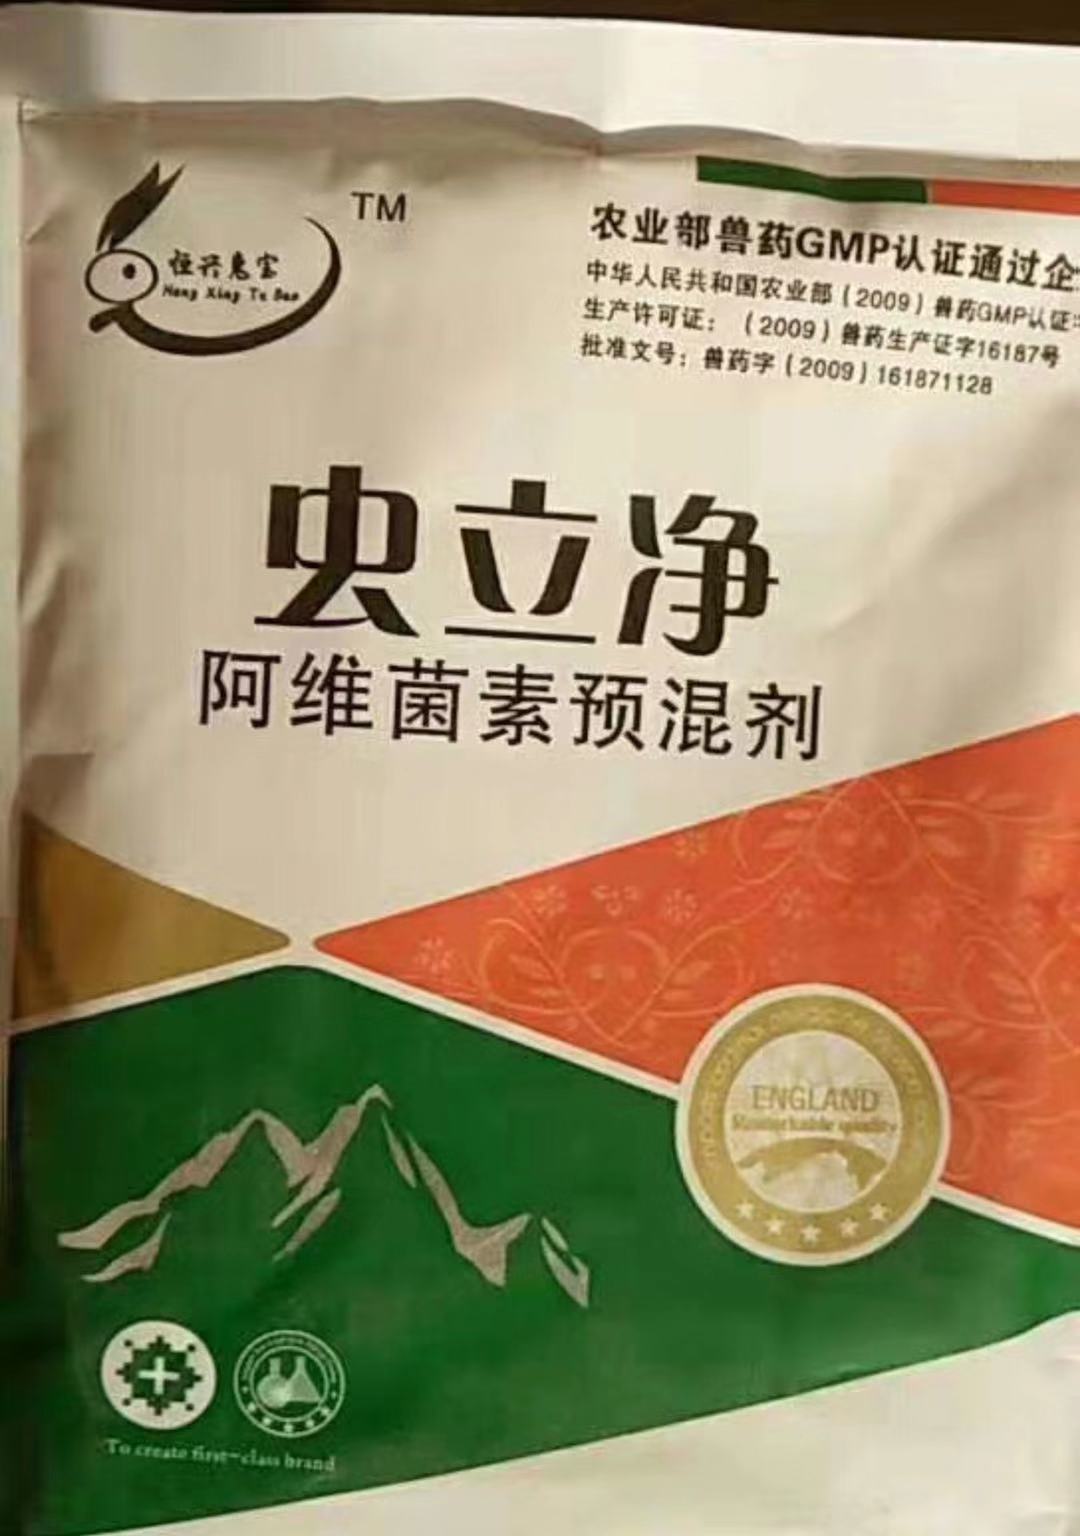 TM
恒兴兔宝
Heng Xing Tu Bao
农业部兽药GMP认证通过企
中华人民共和国农业部(2009)兽药GMP认证
生产许可证：(2009)兽药生产证字16187号
批准文号：兽药字(2009)161871128
虫立净
阿维菌素预混剂
ENGLAND
Remarkable quality
To create first-class brand